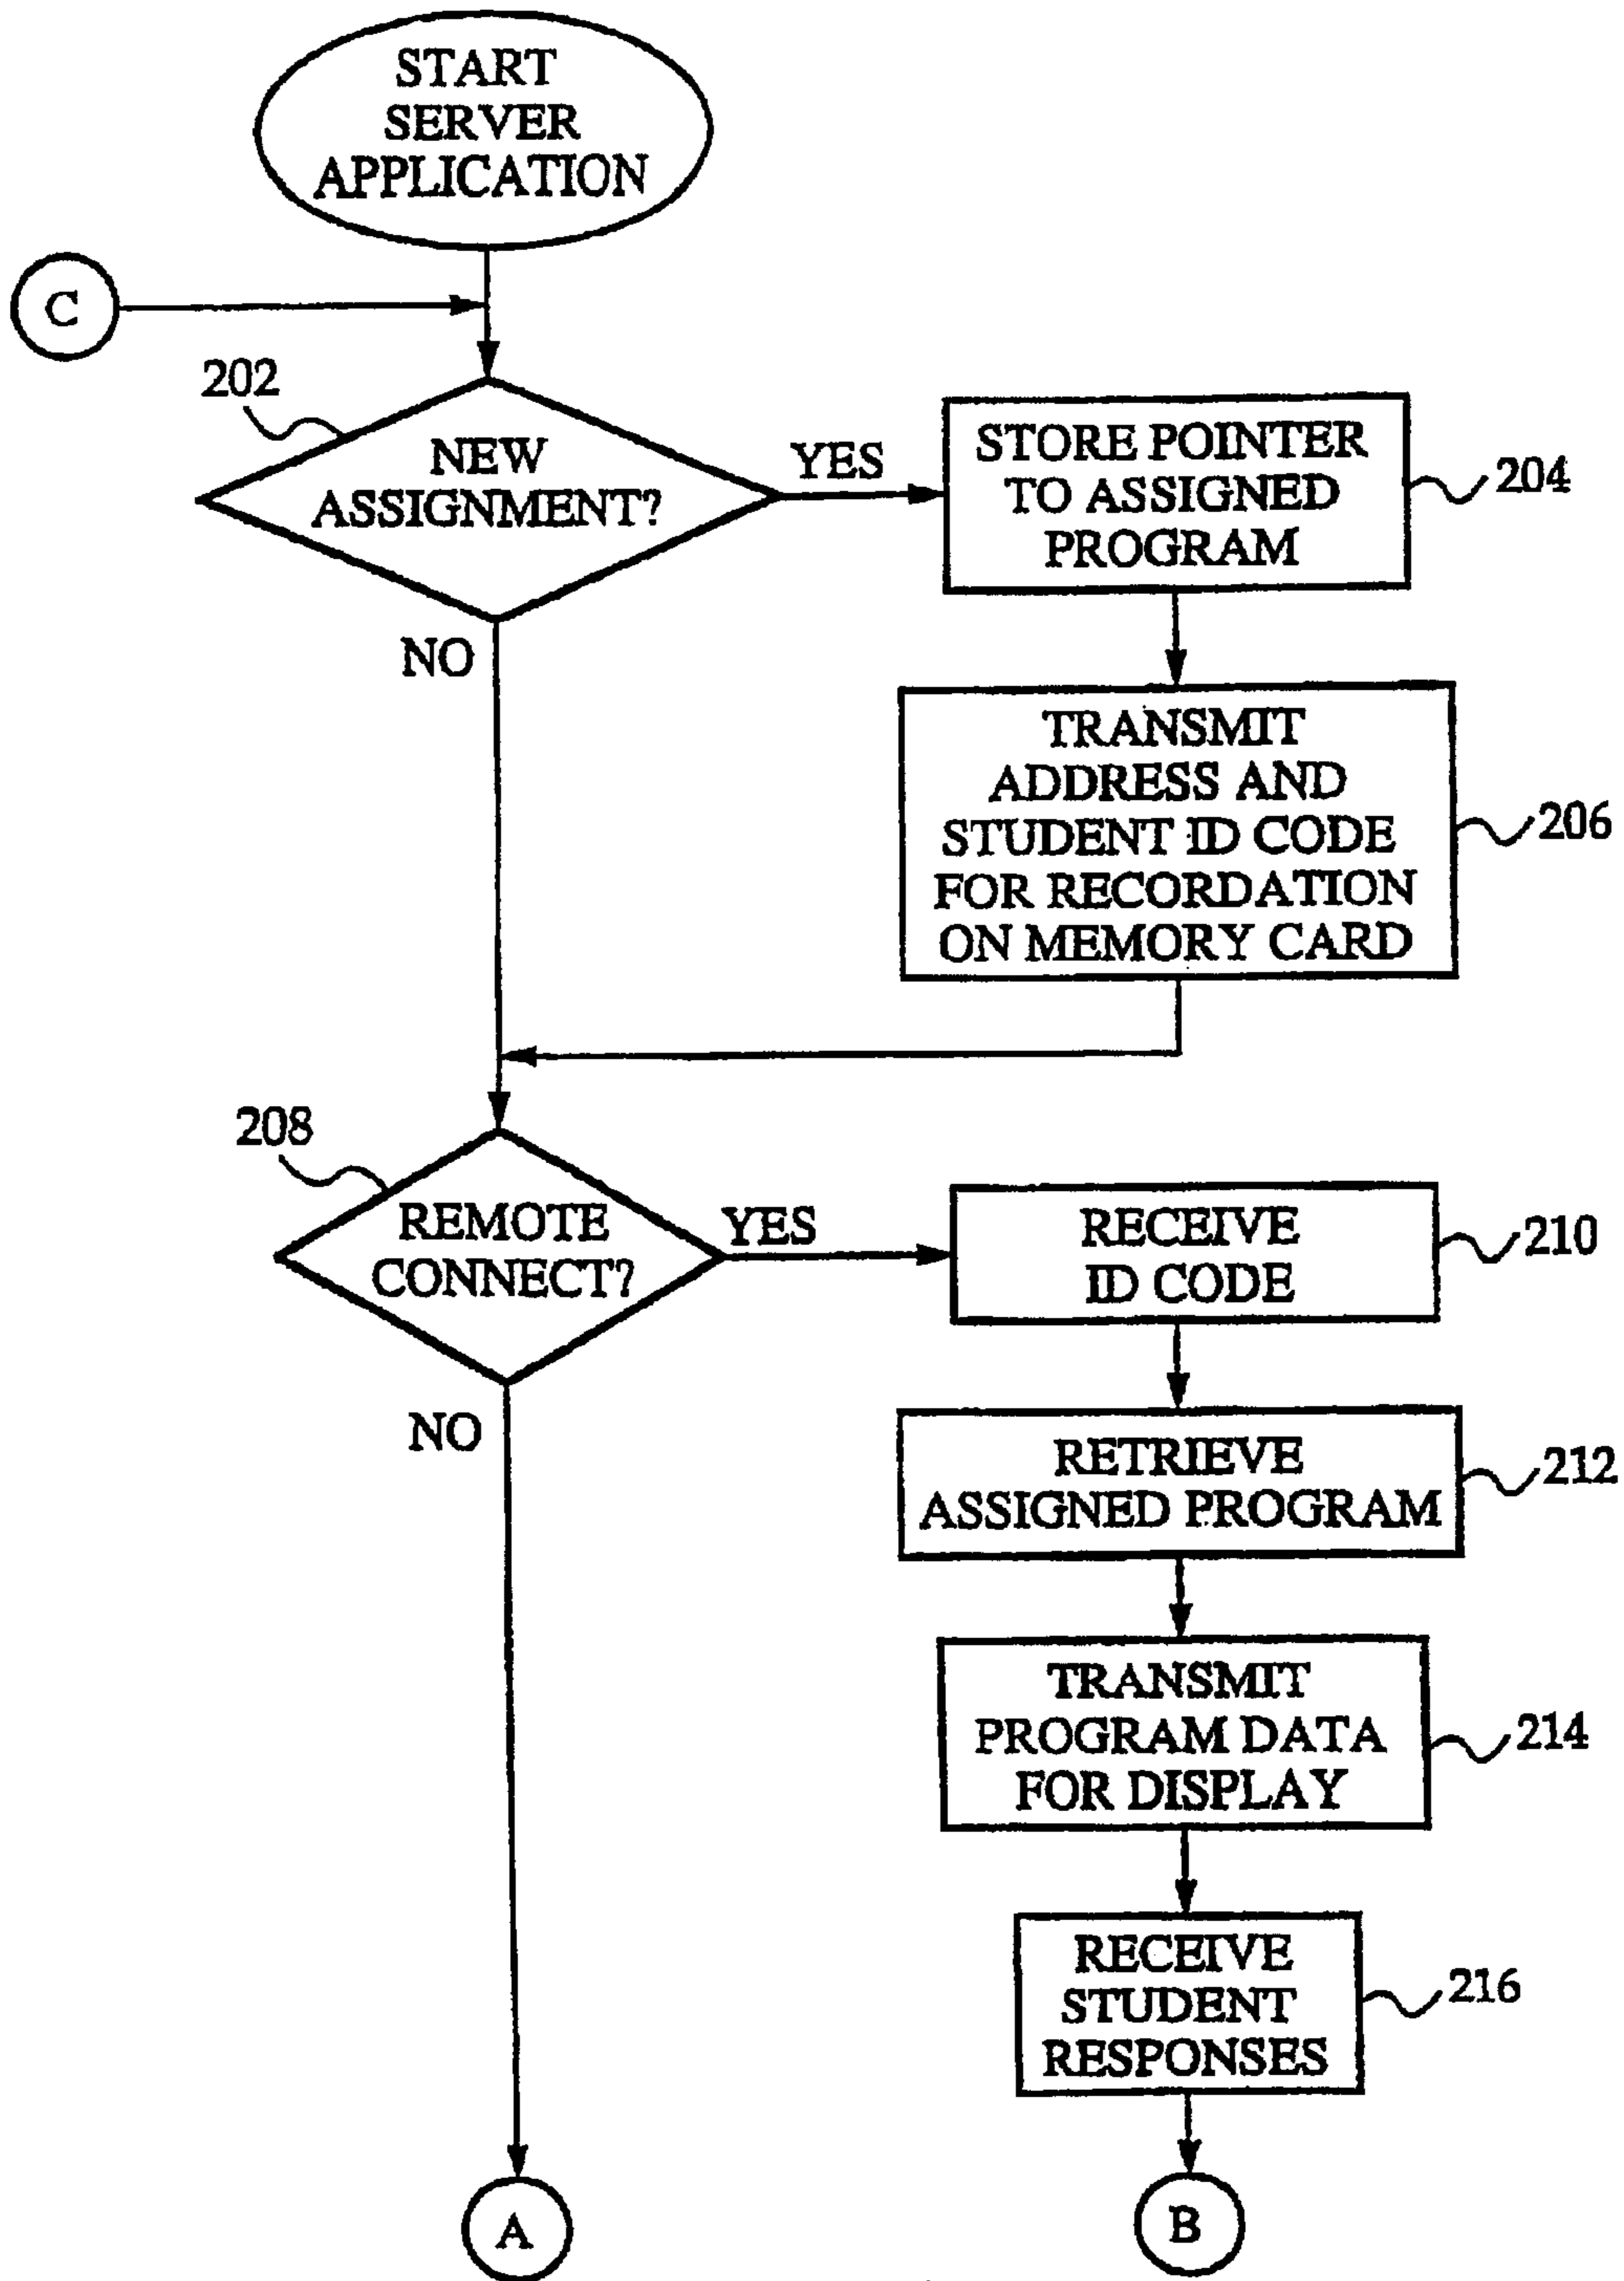 START
SERVER
APPLICATION
C
202
NEW
ASSIGNMENT?
YES
NO
STORE POINTER
TO ASSIGNED
PROGRAM
204
TRANSMIT
ADDRESS AND
STUDENT ID CODE
FOR RECORDATION
ON MEMORY CARD
206
208
REMOTE
CONNECT?
YES
NO
RECEIVE
ID CODE
210
RETRIEVE
ASSIGNED PROGRAM
212
TRANSMIT
PROGRAM DATA
FOR DISPLAY
214
RECEIVE
STUDENT
RESPONSES
216
A
B